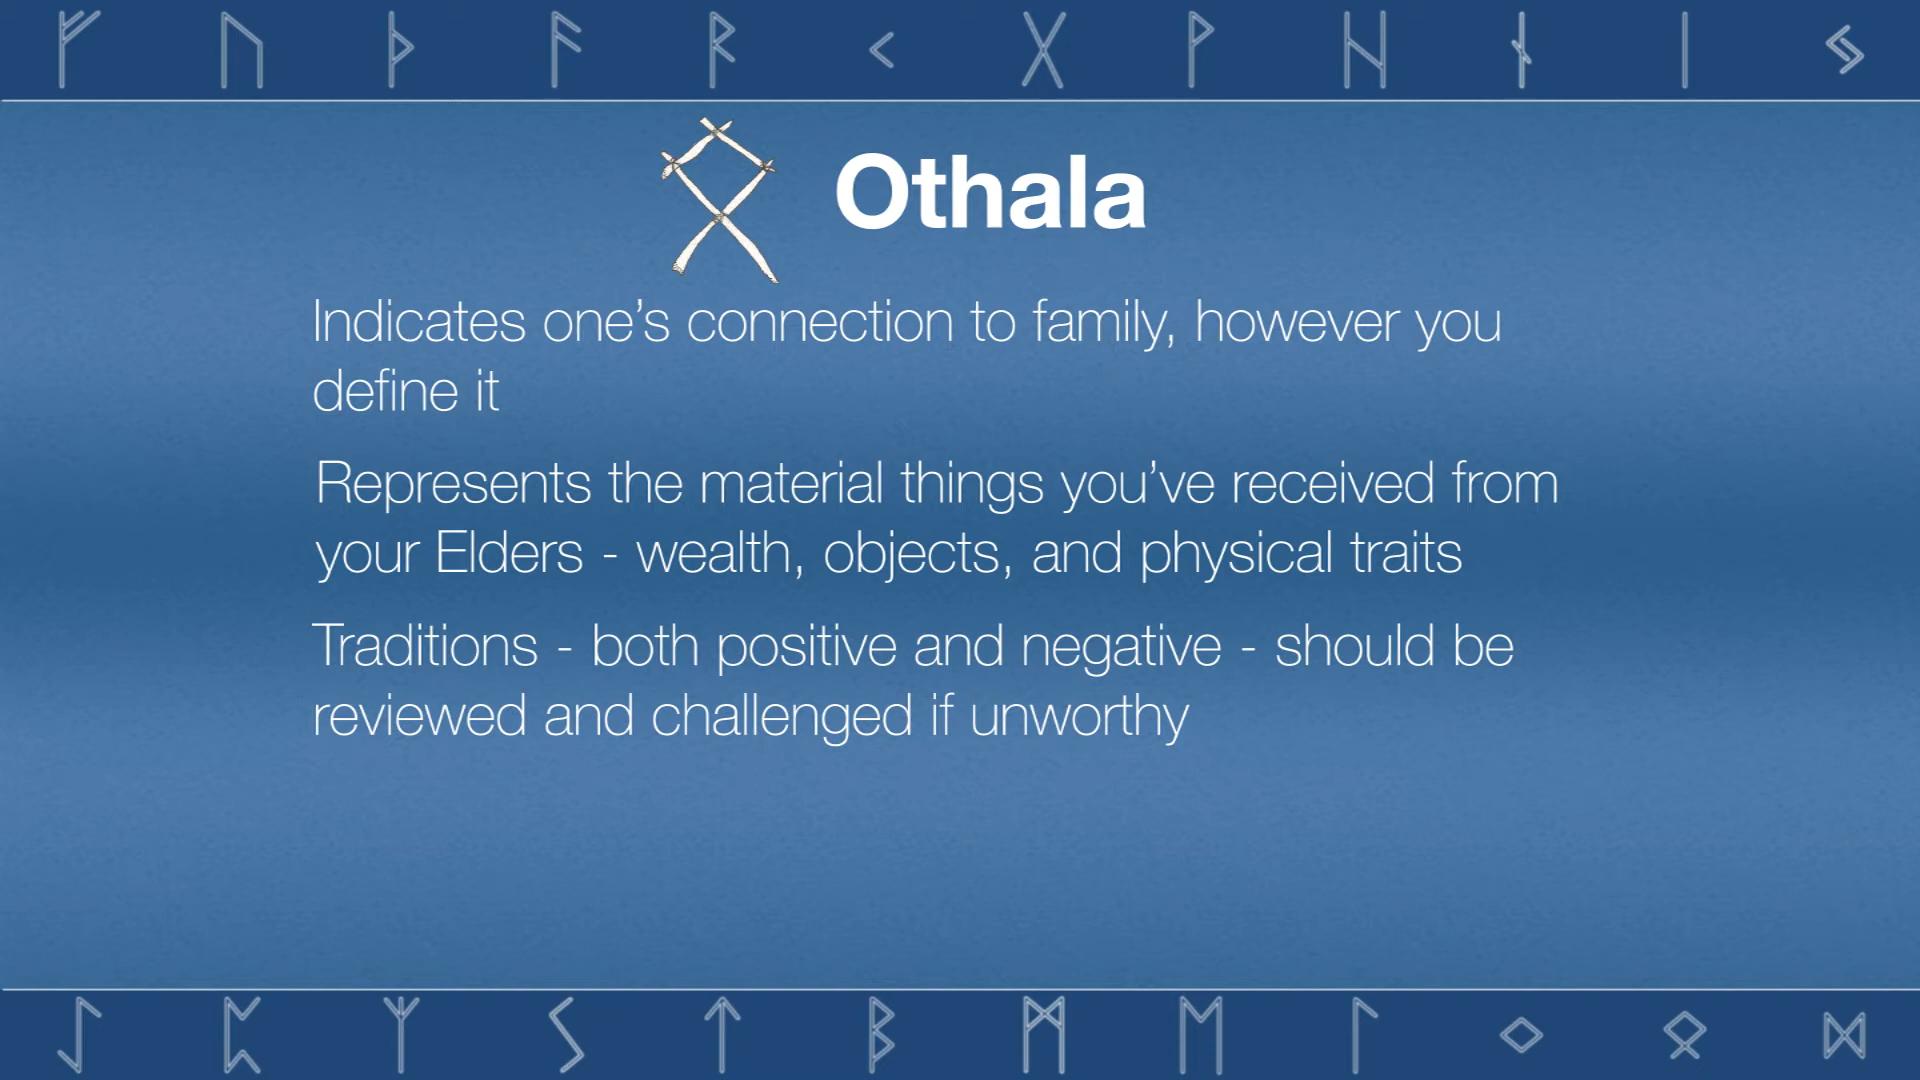 ᚠ ᚢ ᚦ ᚨ ᚱ ᚲ ᚷ ᚹ ᚺ ᚾ ᛁ ᛃ
ᛟ Othala
Indicates one’s connection to family, however you
define it
Represents the material things you’ve received from
your Elders - wealth, objects, and physical traits
Traditions - both positive and negative - should be
reviewed and challenged if unworthy
ᛇ ᛈ ᛉ ᛊ ᛏ ᛒ ᛗ ᛖ ᛚ ᛜ ᛟ ᛞ